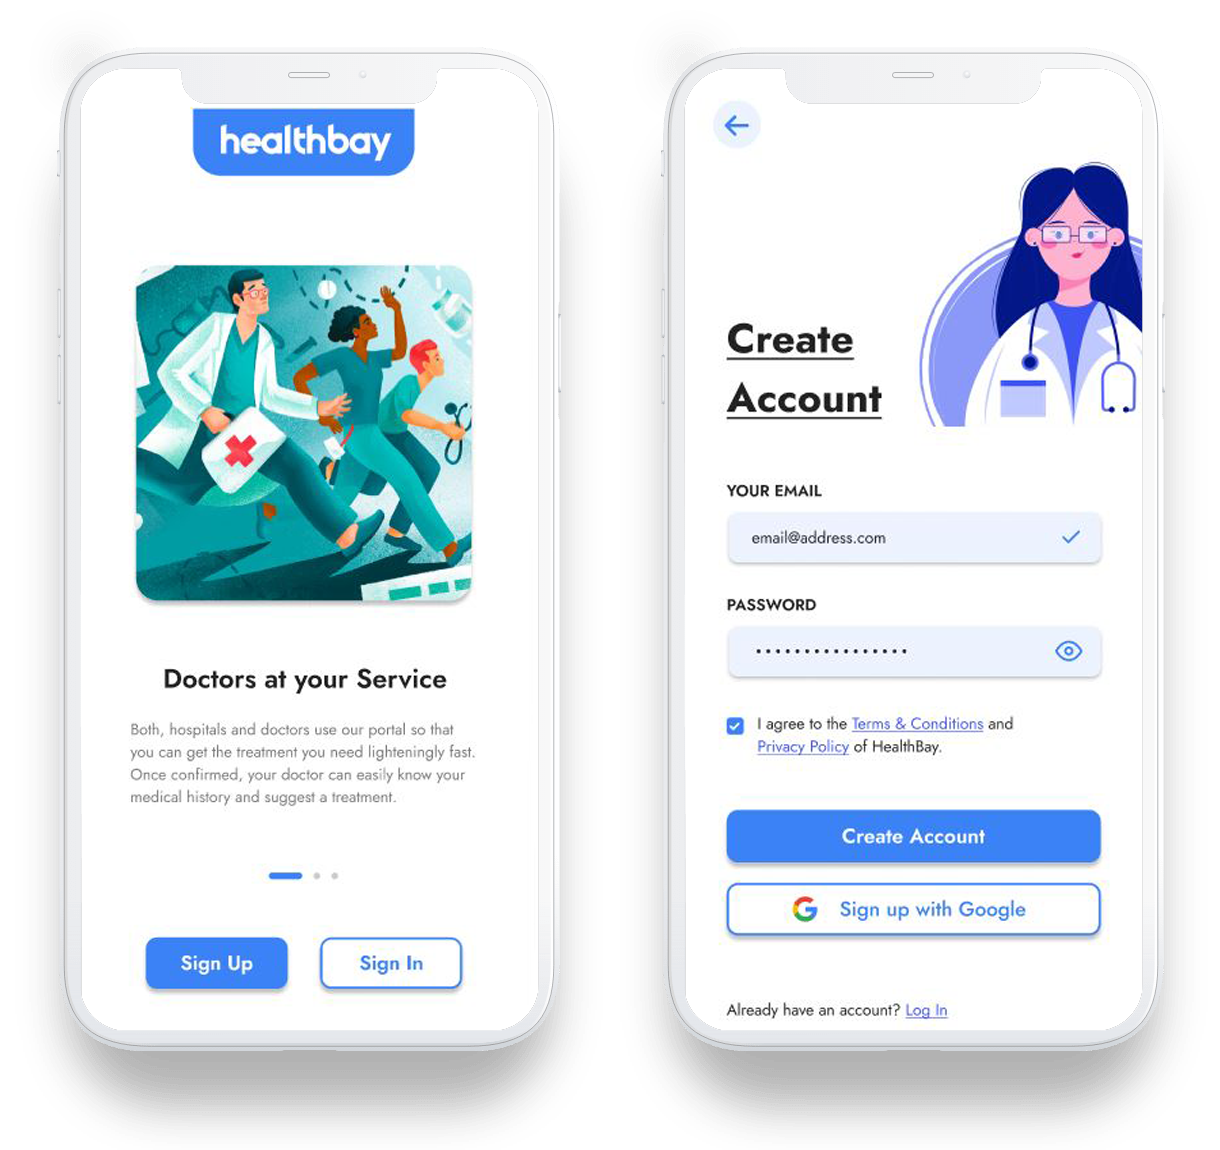 healthbay
Doctors at your Service
Both, hospitals and doctors use our portal so that
you can get the treatment you need lighteningly fast.
Once confirmed, your doctor can easily know your
medical history and suggest a treatment.
Sign Up
Sign In
Create
Account
YOUR EMAIL
email@address.com
PASSWORD
I agree to the Terms & Conditions and
Privacy Policy of HealthBay.
Create Account
Sign up with Google
Already have an account? Log In